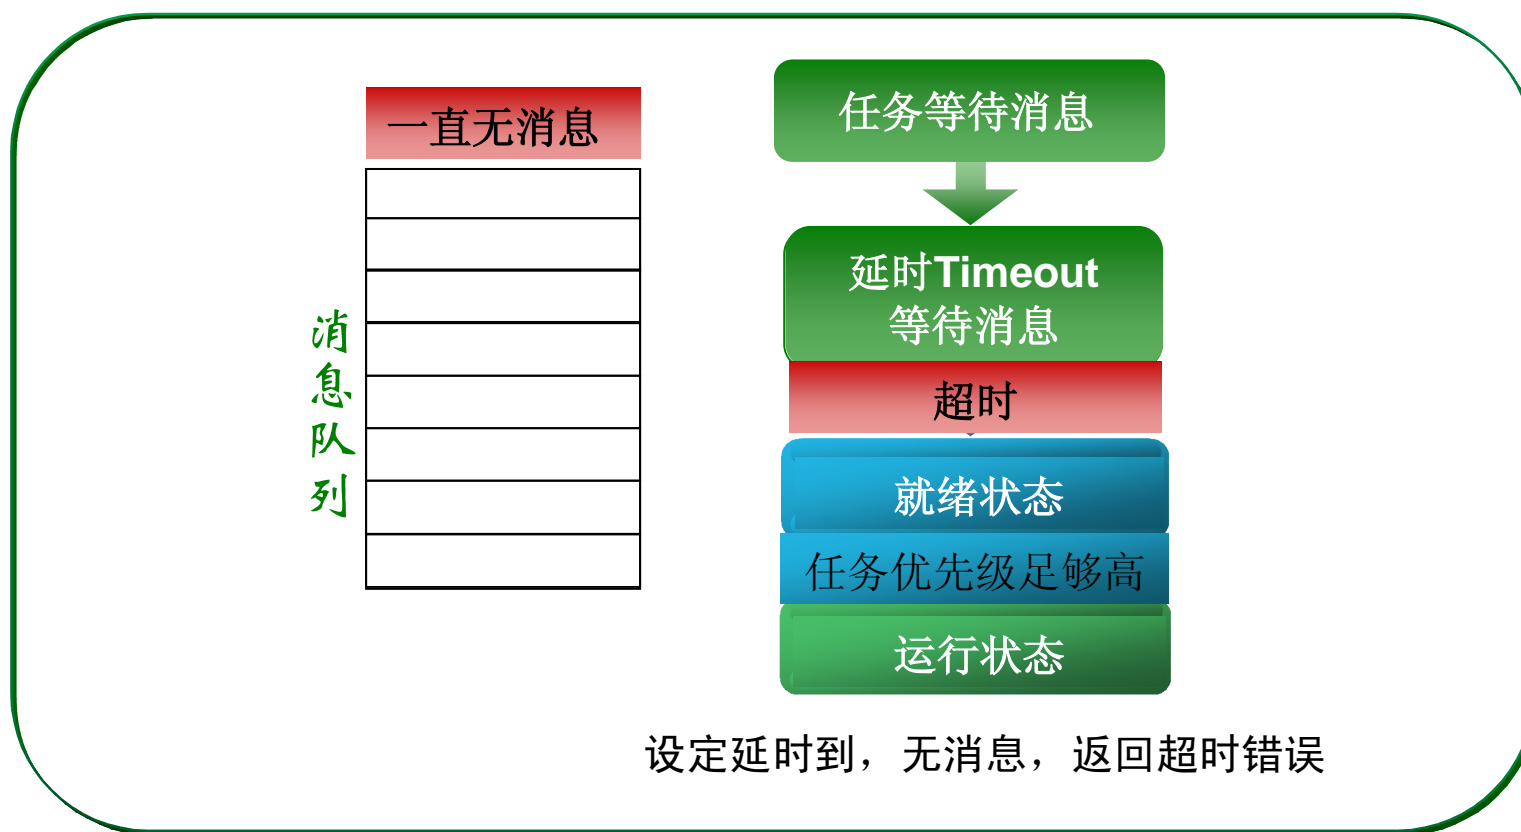 一直无消息
消息队列
任务等待消息
延时Timeout
等待消息
超时
就绪状态
任务优先级足够高
运行状态
设定延时到，无消息，返回超时错误